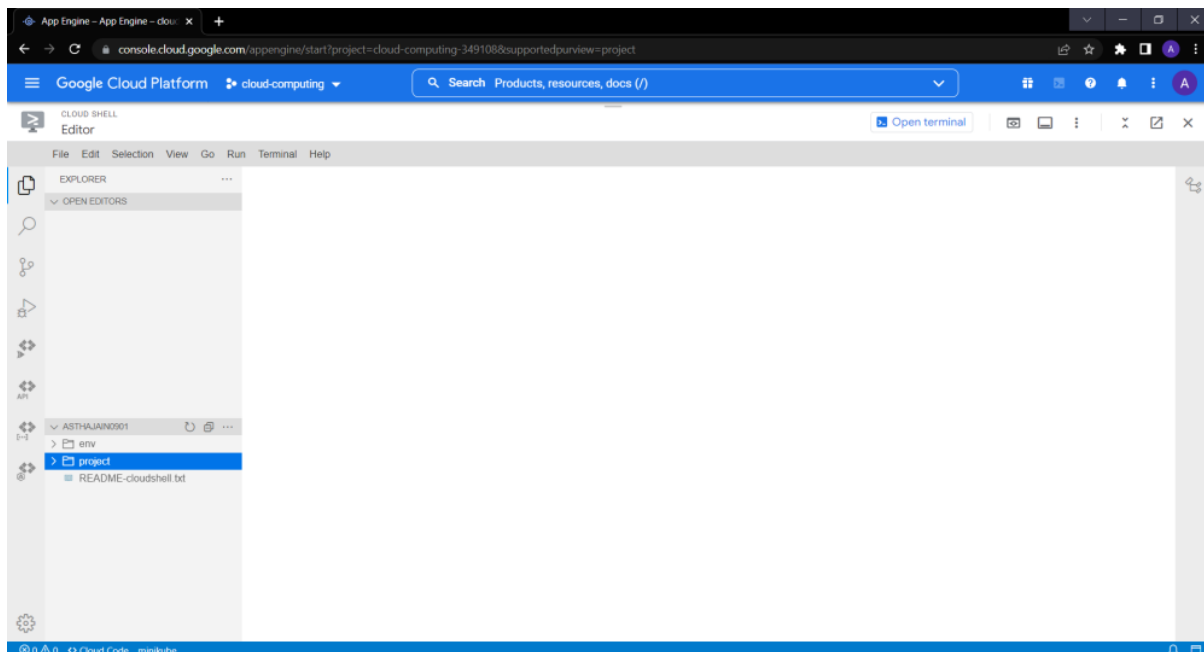 App Engine – App Engine – clou
console.cloud.google.com/appengine/start?project=cloud-computing-349108&supportedpurview=project
A
Google Cloud Platform cloud-computing
Search Products, resources, docs (/)
A
CLOUD SHELL
Editor
Open terminal
File Edit Selection View Go Run Terminal Help
EXPLORER
OPEN EDITORS
API
ASTHAJAIN0901
env
project
README-cloudshell.txt
0 0 Cloud Code minikube